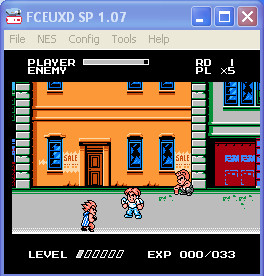 FCEUXD SP 1.07
File NES Config Tools Help
PLAYER RD 1
ENEMY PL x5
SALE
SALE
LEVEL EXP 000/033